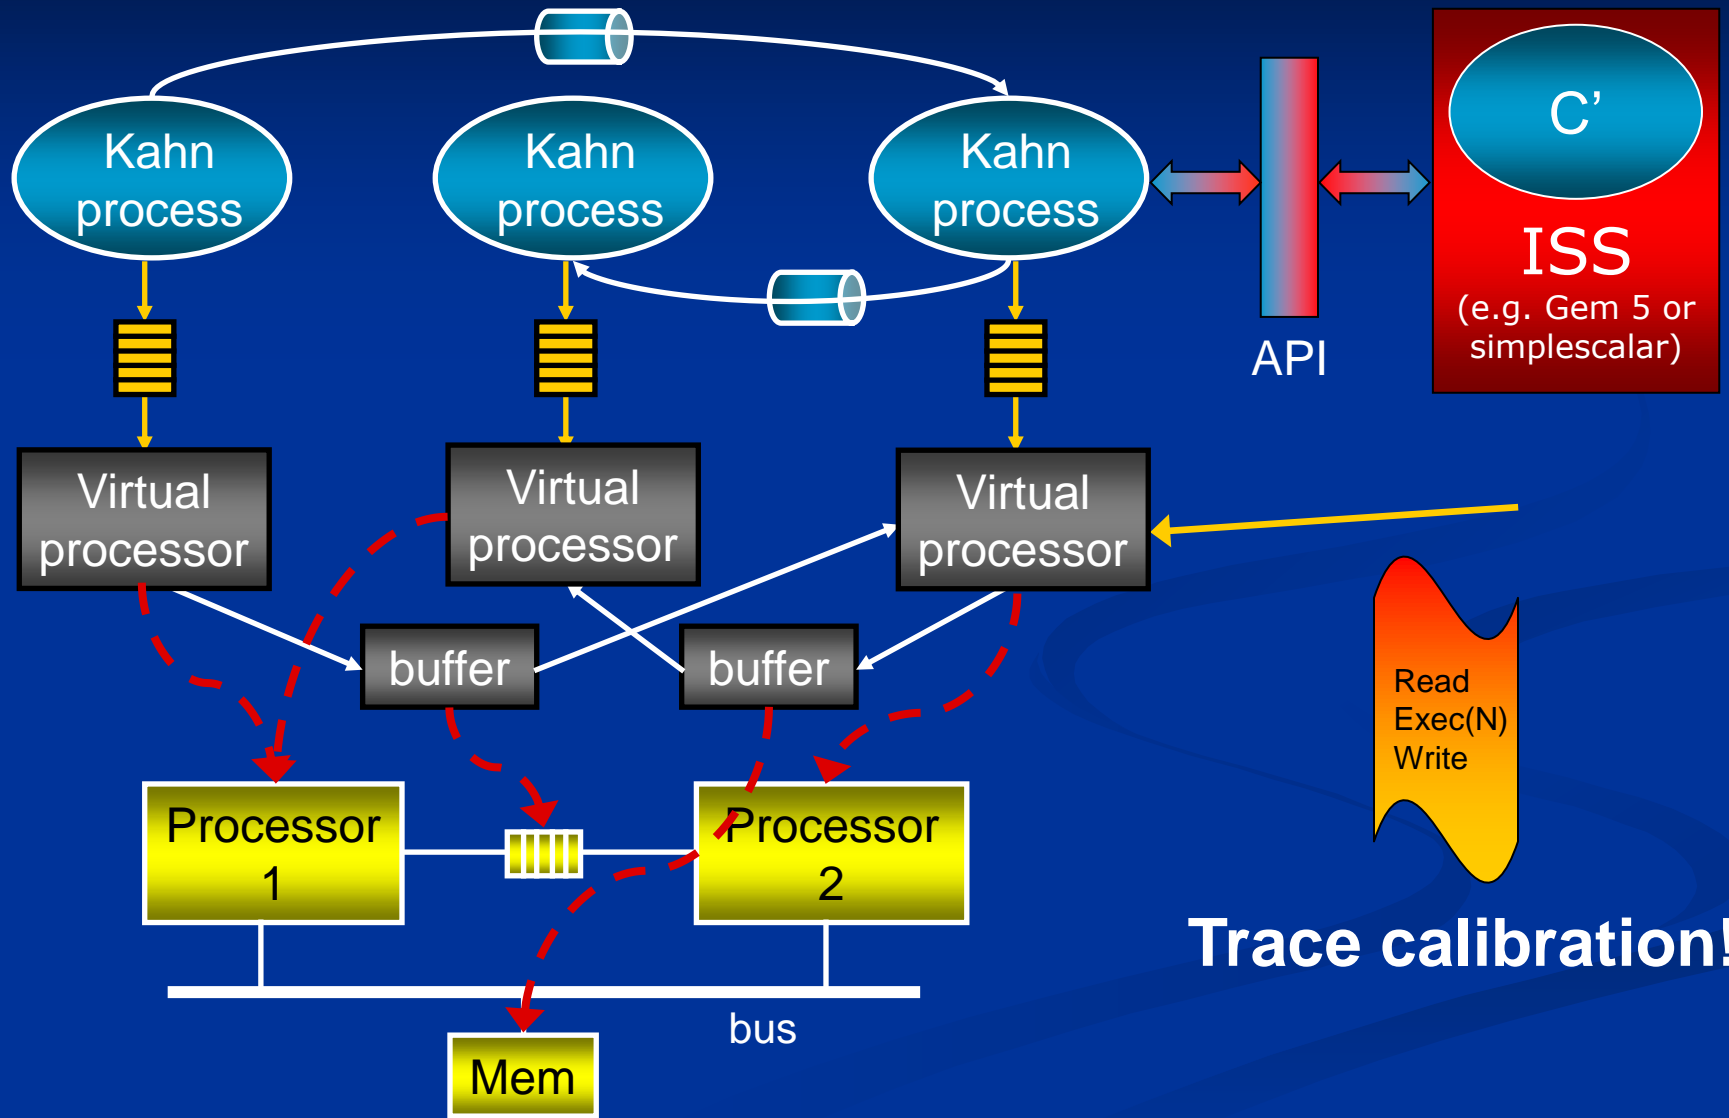 Kahn
process
Kahn
process
Kahn
process
C’
ISS
(e.g. Gem 5 or
simplescalar)
API
Virtual
processor
Virtual
processor
Virtual
processor
buffer
buffer
Read
Exec(N)
Write
Processor
1
Processor
2
Trace calibration!
bus
Mem